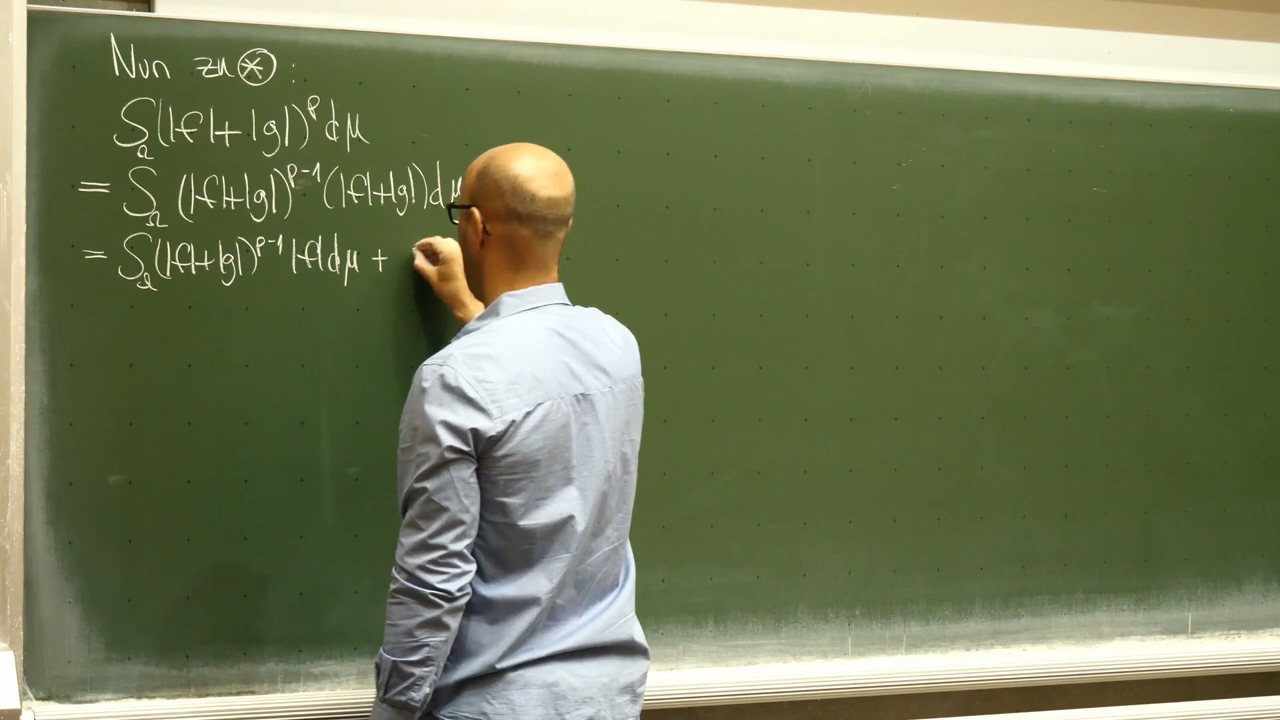 Nun zu ⊛:
∫_Ω(|f|+|g|)^p dμ
= ∫_Ω (|f|+|g|)^{p-1} (|f|+|g|) dμ
= ∫_Ω(|f|+|g|)^{p-1} |f| dμ +